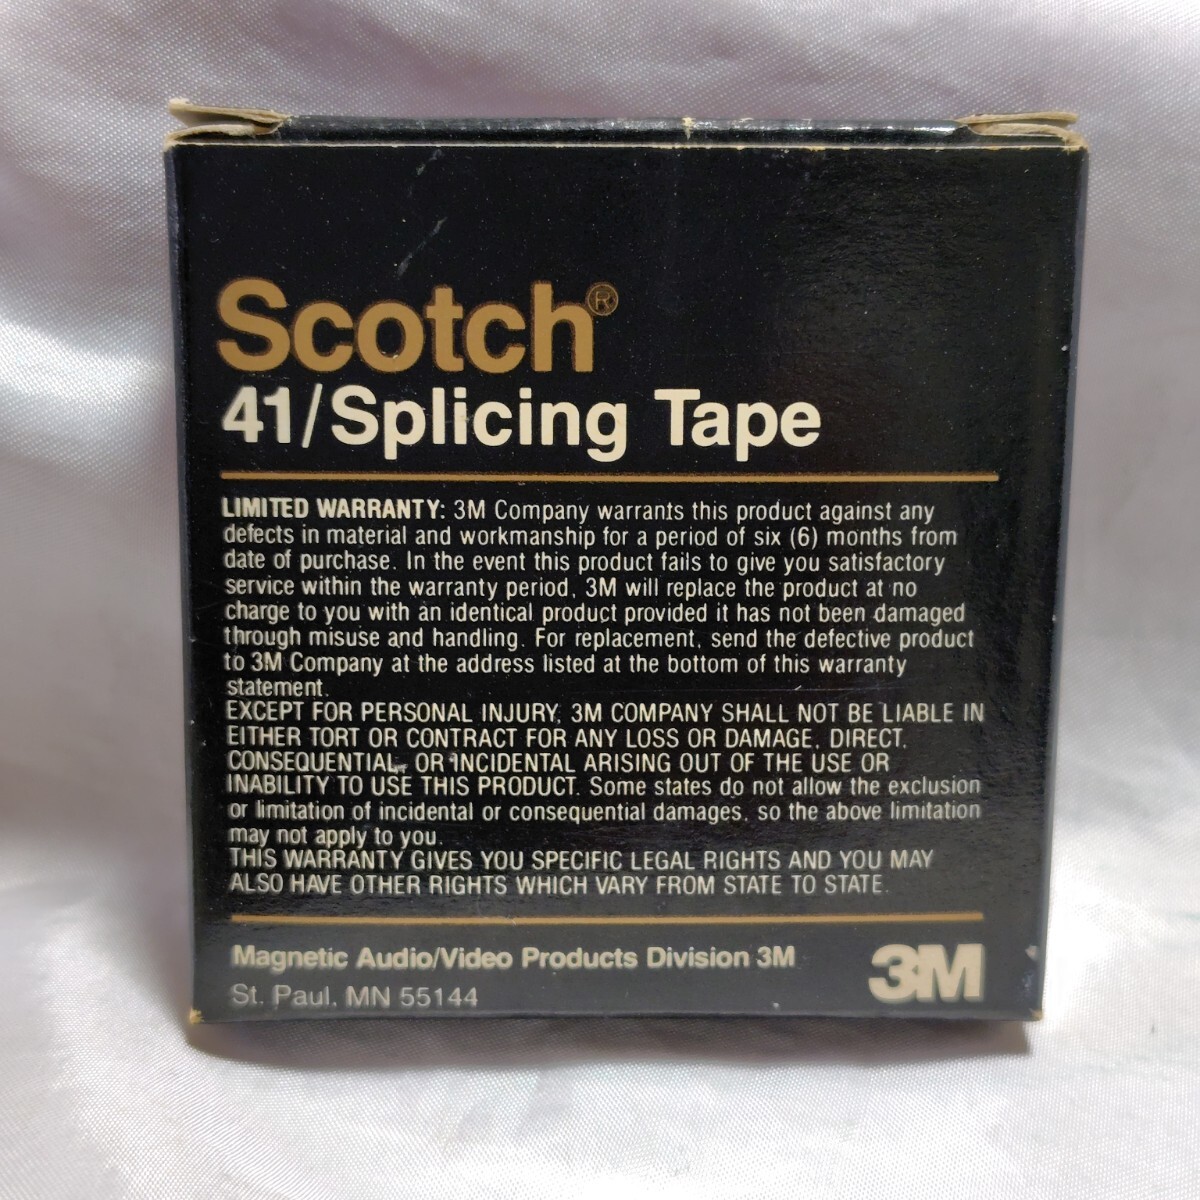 Scotch®
41/Splicing Tape
LIMITED WARRANTY: 3M Company warrants this product against any
defects in material and workmanship for a period of six (6) months from
date of purchase. In the event this product fails to give you satisfactory
service within the warranty period, 3M will replace the product at no
charge to you with an identical product provided it has not been damaged
through misuse and handling. For replacement, send the defective product
to 3M Company at the address listed at the bottom of this warranty
statement.
EXCEPT FOR PERSONAL INJURY, 3M COMPANY SHALL NOT BE LIABLE IN
EITHER TORT OR CONTRACT FOR ANY LOSS OR DAMAGE, DIRECT,
CONSEQUENTIAL, OR INCIDENTAL ARISING OUT OF THE USE OR
INABILITY TO USE THIS PRODUCT. Some states do not allow the exclusion
or limitation of incidental or consequential damages, so the above limitation
may not apply to you.
THIS WARRANTY GIVES YOU SPECIFIC LEGAL RIGHTS AND YOU MAY
ALSO HAVE OTHER RIGHTS WHICH VARY FROM STATE TO STATE.
Magnetic Audio/Video Products Division 3M
St. Paul, MN 55144
3M